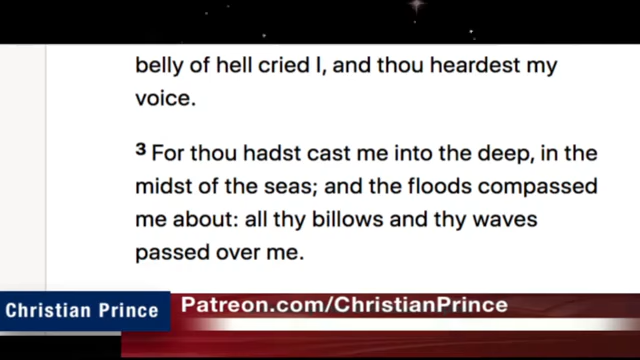 belly of hell cried I, and thou heardest my
voice.
3 For thou hadst cast me into the deep, in the
midst of the seas; and the floods compassed
me about: all thy billows and thy waves
passed over me.
Christian Prince
Patreon.com/ChristianPrince